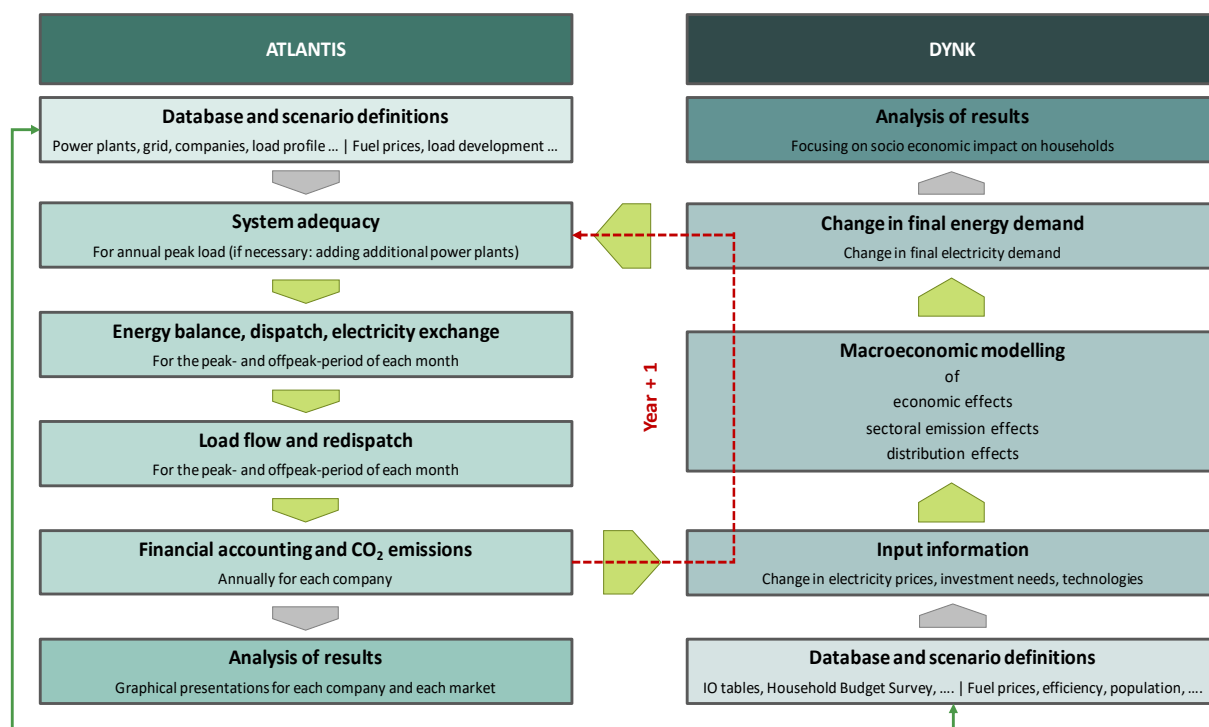 ATLANTIS
Database and scenario definitions
Power plants, grid, companies, load profile … | Fuel prices, load development …
System adequacy
For annual peak load (if necessary: adding additional power plants)
Energy balance, dispatch, electricity exchange
For the peak- and offpeak-period of each month
Load flow and redispatch
For the peak- and offpeak-period of each month
Financial accounting and CO₂ emissions
Annually for each company
Analysis of results
Graphical presentations for each company and each market
Year + 1
DYNK
Analysis of results
Focusing on socio economic impact on households
Change in final energy demand
Change in final electricity demand
Macroeconomic modelling
of
economic effects
sectoral emission effects
distribution effects
Input information
Change in electricity prices, investment needs, technologies
Database and scenario definitions
IO tables, Household Budget Survey, .... | Fuel prices, efficiency, population, ....